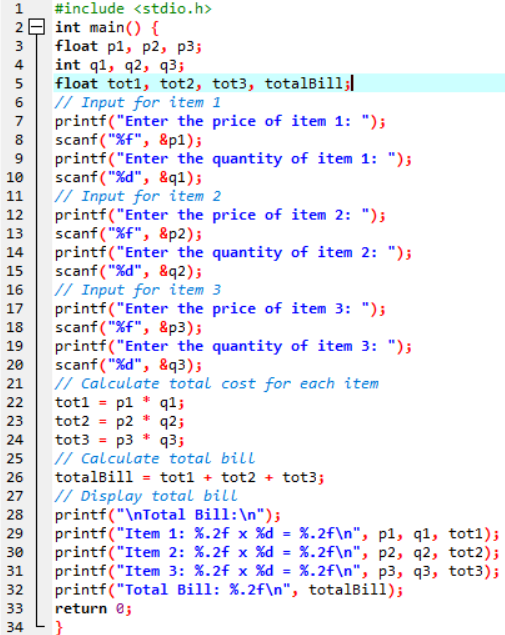 1 #include <stdio.h>
2 int main() {
3 float p1, p2, p3;
4 int q1, q2, q3;
5 float tot1, tot2, tot3, totalBill;
6 // Input for item 1
7 printf("Enter the price of item 1: ");
8 scanf("%f", &p1);
9 printf("Enter the quantity of item 1: ");
10 scanf("%d", &q1);
11 // Input for item 2
12 printf("Enter the price of item 2: ");
13 scanf("%f", &p2);
14 printf("Enter the quantity of item 2: ");
15 scanf("%d", &q2);
16 // Input for item 3
17 printf("Enter the price of item 3: ");
18 scanf("%f", &p3);
19 printf("Enter the quantity of item 3: ");
20 scanf("%d", &q3);
21 // Calculate total cost for each item
22 tot1 = p1 * q1;
23 tot2 = p2 * q2;
24 tot3 = p3 * q3;
25 // Calculate total bill
26 totalBill = tot1 + tot2 + tot3;
27 // Display total bill
28 printf("\nTotal Bill:\n");
29 printf("Item 1: %.2f x %d = %.2f\n", p1, q1, tot1);
30 printf("Item 2: %.2f x %d = %.2f\n", p2, q2, tot2);
31 printf("Item 3: %.2f x %d = %.2f\n", p3, q3, tot3);
32 printf("Total Bill: %.2f\n", totalBill);
33 return 0;
34 }